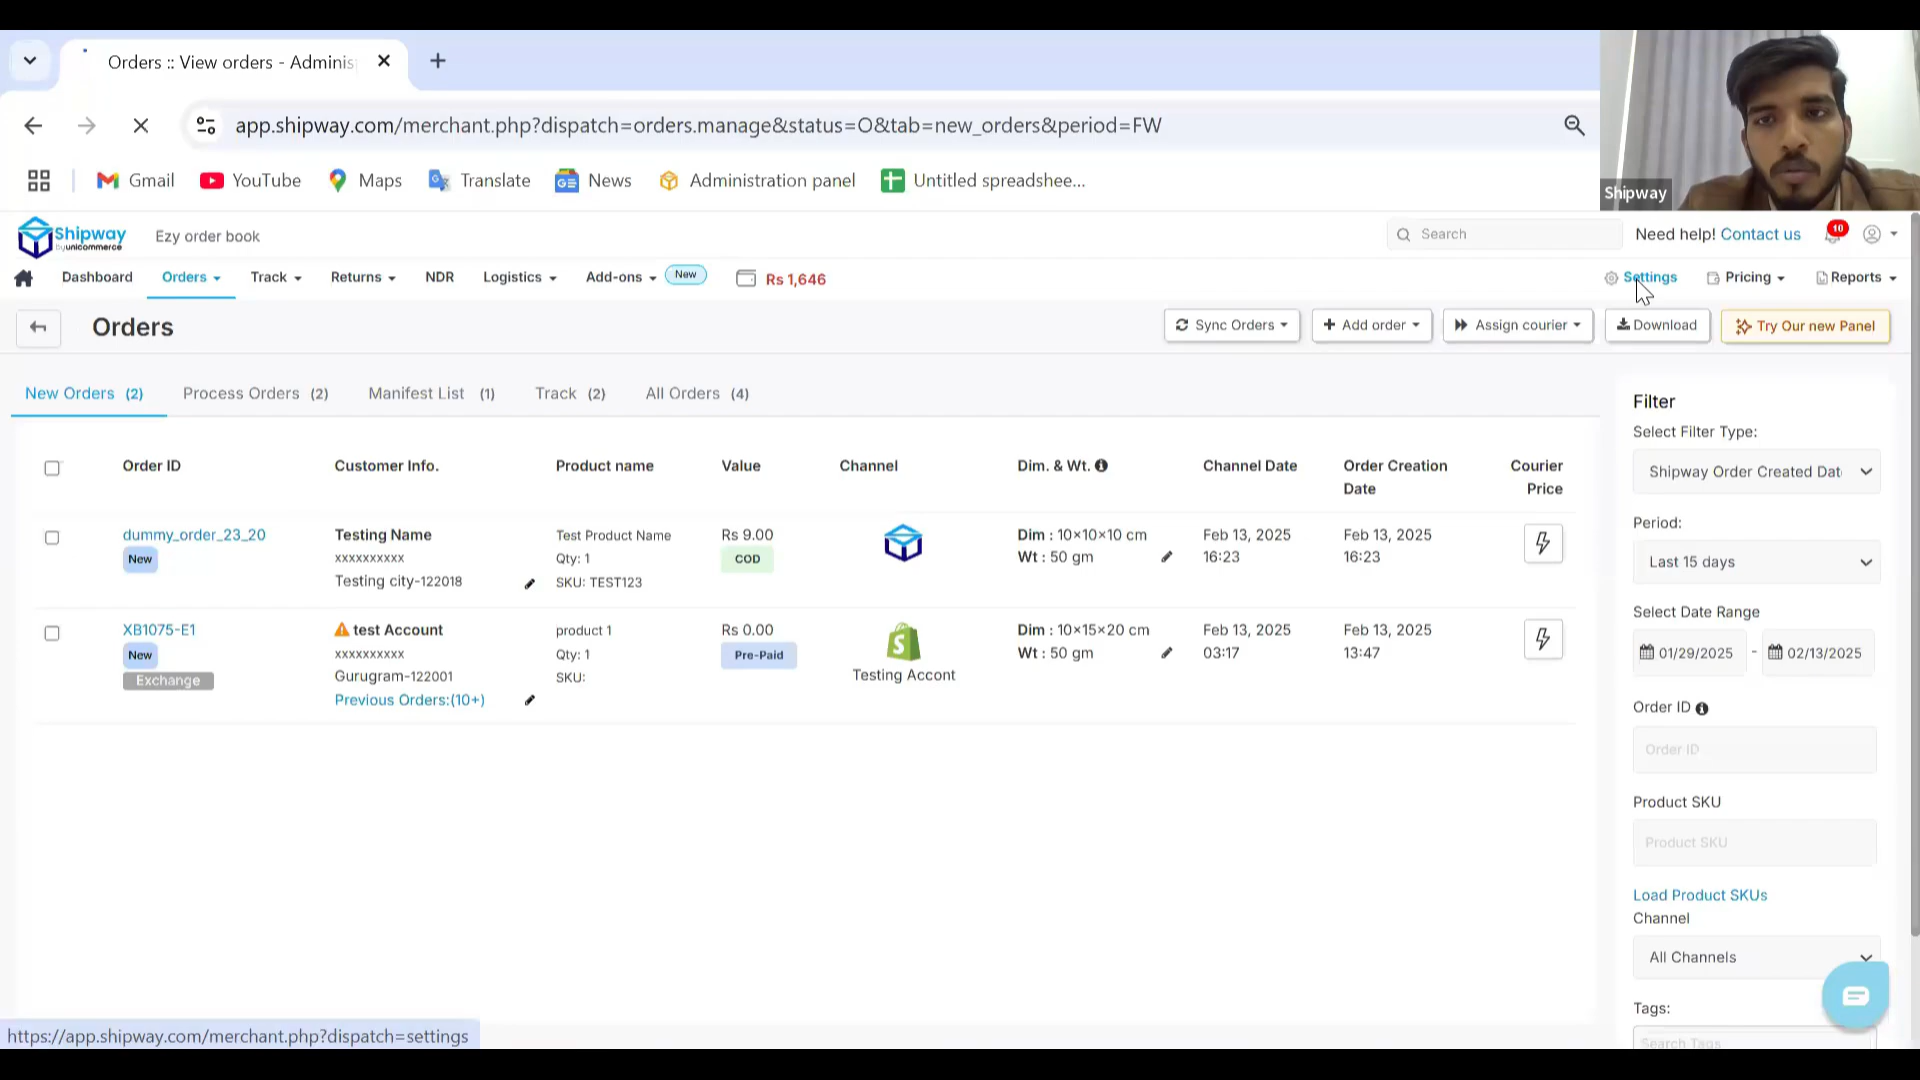 Orders :: View orders - Adminis
app.shipway.com/merchant.php?dispatch=orders.manage&status=O&tab=new_orders&period=FW
Gmail YouTube Maps Translate News Administration panel Untitled spreadshee...
Shipway
Shipway
by unicommerce
Ezy order book
Search
Need help! Contact us
10
Dashboard Orders Track Returns NDR Logistics Add-ons New Rs 1,646
Settings Pricing Reports
Orders
Sync Orders Add order Assign courier Download Try Our new Panel
New Orders (2) Process Orders (2) Manifest List (1) Track (2) All Orders (4)
Order ID Customer Info. Product name Value Channel Dim. & Wt. Channel Date Order Creation Date Courier Price
dummy_order_23_20
New
Testing Name
xxxxxxxxxx
Testing city-122018
Test Product Name
Qty: 1
SKU: TEST123
Rs 9.00
COD
Dim : 10×10×10 cm
Wt : 50 gm
Feb 13, 2025
16:23
Feb 13, 2025
16:23
XB1075-E1
New
Exchange
test Account
xxxxxxxxxx
Gurugram-122001
Previous Orders:(10+)
product 1
Qty: 1
SKU:
Rs 0.00
Pre-Paid
Testing Accont
Dim : 10×15×20 cm
Wt : 50 gm
Feb 13, 2025
03:17
Feb 13, 2025
13:47
Filter
Select Filter Type:
Shipway Order Created Dat
Period:
Last 15 days
Select Date Range
01/29/2025 - 02/13/2025
Order ID
Order ID
Product SKU
Product SKU
Load Product SKUs
Channel
All Channels
Tags:
Search Tags
https://app.shipway.com/merchant.php?dispatch=settings